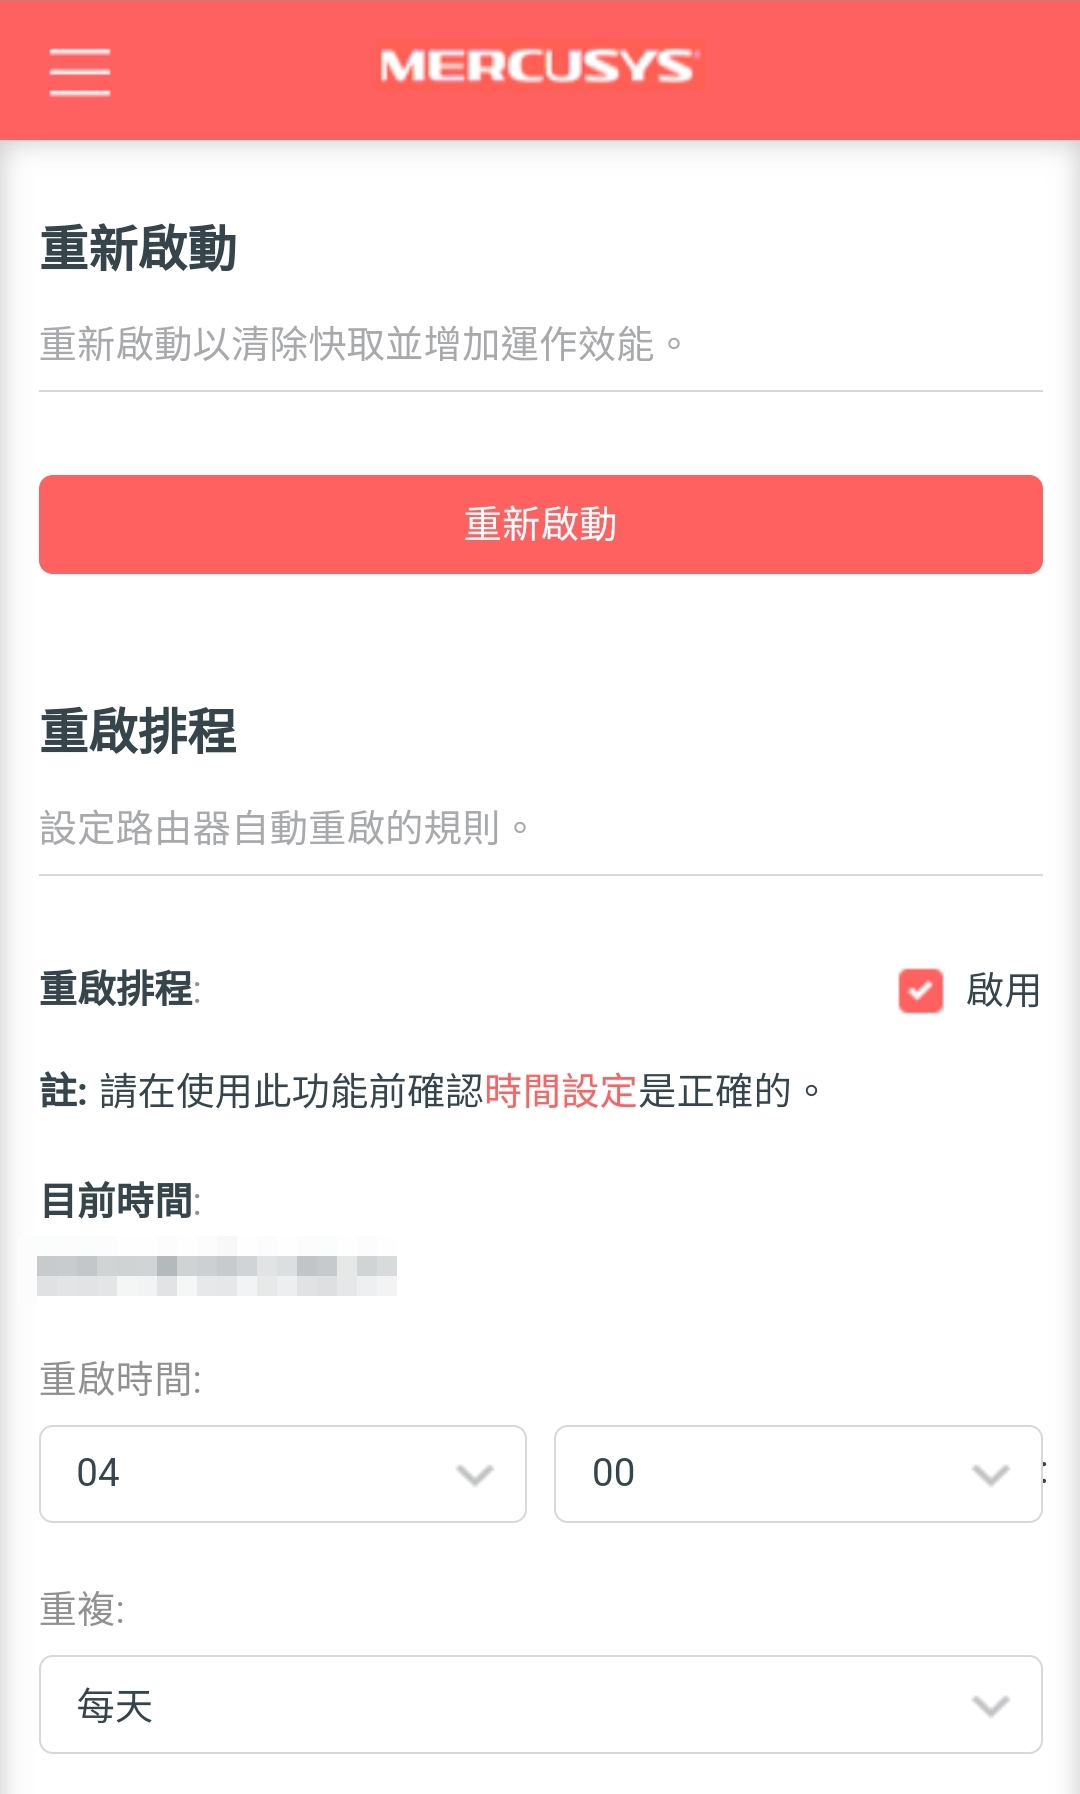 MERCUSYS
重新啟動
重新啟動以清除快取並增加運作效能。
重新啟動
重啟排程
設定路由器自動重啟的規則。
重啟排程: 啟用
註: 請在使用此功能前確認時間設定是正確的。
目前時間:
重啟時間:
04 00 :
重複:
每天